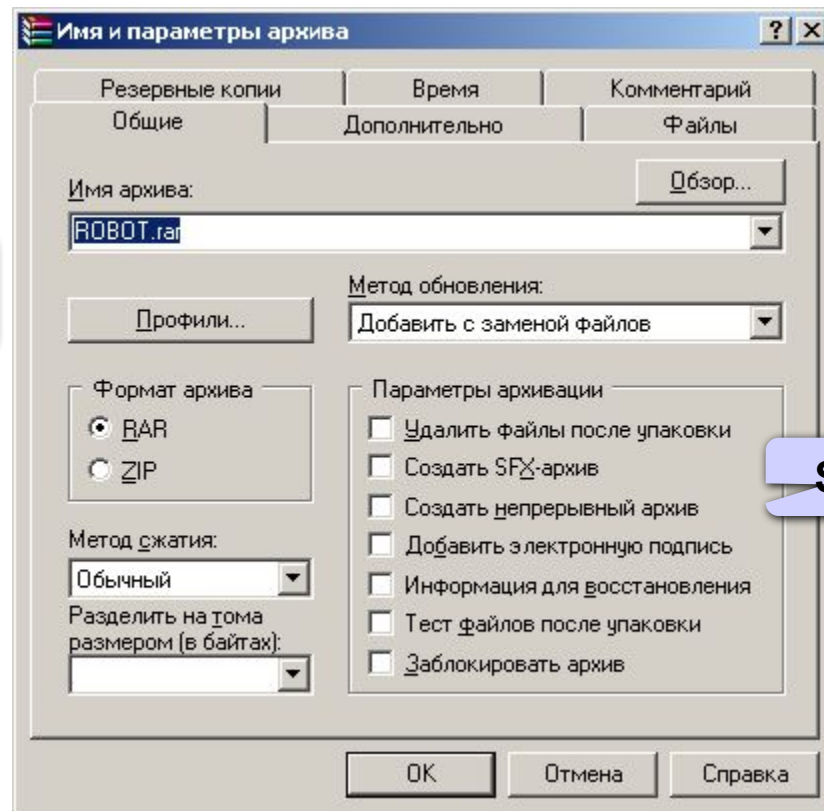 Имя и параметры архива
Резервные копии Время Комментарий
Общие Дополнительно Файлы
Обзор...
Имя архива:
ROBOT.rar
Метод обновления:
Профили...
Добавить с заменой файлов
Формат архива
RAR
ZIP
Параметры архивации
Удалить файлы после упаковки
Создать SFX-архив
Создать непрерывный архив
Добавить электронную подпись
Информация для восстановления
Тест файлов после упаковки
Заблокировать архив
Метод сжатия:
Обычный
Разделить на тома
размером (в байтах):
OK Отмена Справка